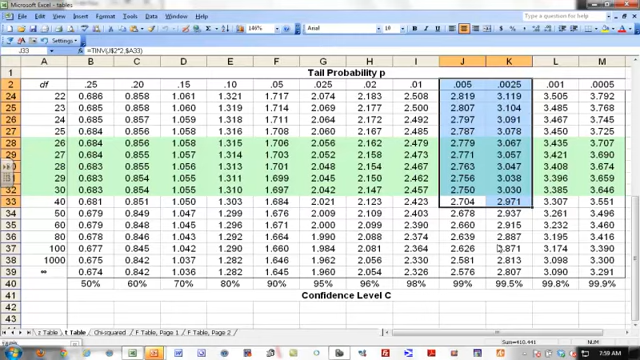 Microsoft Excel - tables
File Edit View Insert Format Tools Data Window Help
Type a question for help
140%
Arial
10
Settings
J33
=TINV(J$2*2,$A33)
A B C D E F G H I J K L M
1 Tail Probability p
2 df .25 .20 .15 .10 .05 .025 .02 .01 .005 .0025 .001 .0005
24 22 0.686 0.858 1.061 1.321 1.717 2.074 2.183 2.508 2.819 3.119 3.505 3.792
25 23 0.685 0.858 1.060 1.319 1.714 2.069 2.177 2.500 2.807 3.104 3.485 3.768
26 24 0.685 0.857 1.059 1.318 1.711 2.064 2.172 2.492 2.797 3.091 3.467 3.745
27 25 0.684 0.856 1.058 1.316 1.708 2.060 2.167 2.485 2.787 3.078 3.450 3.725
28 26 0.684 0.856 1.058 1.315 1.706 2.056 2.162 2.479 2.779 3.067 3.435 3.707
29 27 0.684 0.855 1.057 1.314 1.703 2.052 2.158 2.473 2.771 3.057 3.421 3.690
28 0.683 0.855 1.056 1.313 1.701 2.048 2.154 2.467 2.763 3.047 3.408 3.674
29 0.683 0.854 1.055 1.311 1.699 2.045 2.150 2.462 2.756 3.038 3.396 3.659
32 30 0.683 0.854 1.055 1.310 1.697 2.042 2.147 2.457 2.750 3.030 3.385 3.646
33 40 0.681 0.851 1.050 1.303 1.684 2.021 2.123 2.423 2.704 2.971 3.307 3.551
34 50 0.679 0.849 1.047 1.299 1.676 2.009 2.109 2.403 2.678 2.937 3.261 3.496
35 60 0.679 0.848 1.045 1.296 1.671 2.000 2.099 2.390 2.660 2.915 3.232 3.460
36 80 0.678 0.846 1.043 1.292 1.664 1.990 2.088 2.374 2.639 2.887 3.195 3.416
37 100 0.677 0.845 1.042 1.290 1.660 1.984 2.081 2.364 2.626 2.871 3.174 3.390
38 1000 0.675 0.842 1.037 1.282 1.646 1.962 2.056 2.330 2.581 2.813 3.098 3.300
39 ∞ 0.674 0.842 1.036 1.282 1.645 1.960 2.054 2.326 2.576 2.807 3.090 3.291
40 50% 60% 70% 80% 90% 95% 96% 98% 99% 99.5% 99.8% 99.9%
41 Confidence Level C
42
43
z Table t Table Chi-squared F Table, Page 1 F Table, Page 2
Ready
Sum=410.441
NUM
7:59 AM